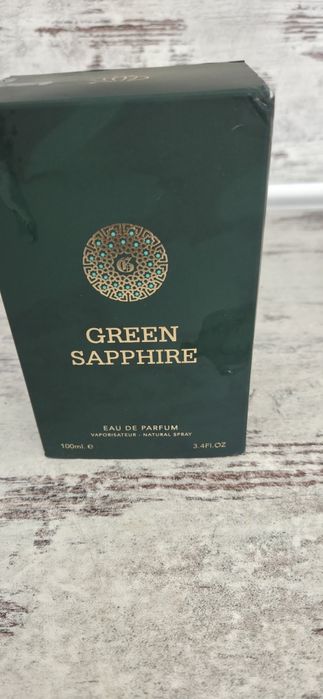 G
GREEN
SAPPHIRE
EAU DE PARFUM
VAPORISATEUR - NATURAL SPRAY
100ml. e 3.4FL.OZ